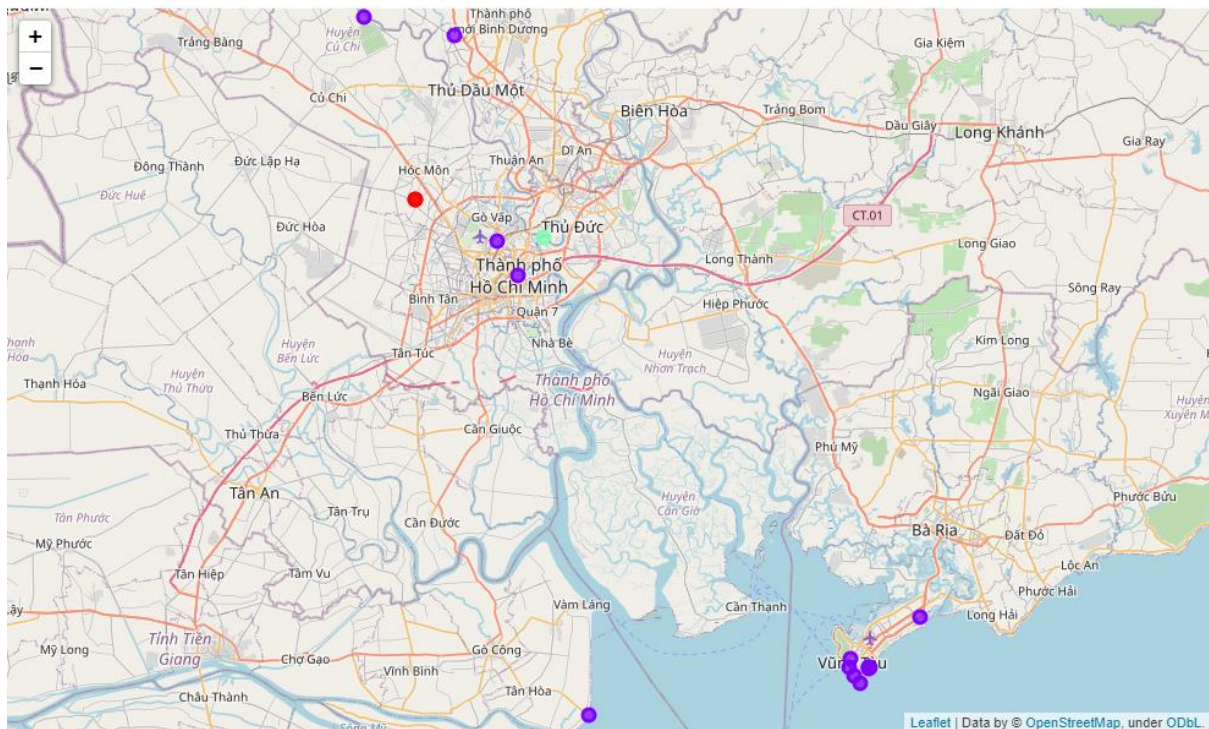 +
−
Trảng Bàng
Huyện
Củ Chi
Thành phố
mới Bình Dương
Gia Kiệm
Củ Chi
Thủ Dầu Một
Biên Hòa
Trảng Bom
Dầu Giây
Long Khánh
Gia Ray
Đông Thành
Đức Lập Hạ
Hóc Môn
Thuận An
Dĩ An
Đức Huệ
Đức Hòa
Gò Vấp
Thủ Đức
CT.01
Thành phố
Hồ Chí Minh
Long Thành
Long Giao
Bình Tân
Quận 7
Hiệp Phước
Sông Ray
Nhà Bè
Huyện
Bến Lức
Tân Túc
Huyện
Nhơn Trạch
Kim Long
Thạnh Hóa
Huyện
Thủ Thừa
Bến Lức
Thành phố
Hồ Chí Minh
Ngãi Giao
Huyện
Thủ Thừa
Cần Giuộc
Phú Mỹ
Tân An
Huyện
Cần Giờ
Phước Bửu
Tân Phước
Tân Trụ
Cần Đước
Bà Rịa
Đất Đỏ
Mỹ Phước
Tân Hiệp
Tầm Vu
Lộc An
Phước Hải
Vàm Láng
Cần Thạnh
Long Hải
Tỉnh Tiền
Giang
Mỹ Long
Chợ Gạo
Gò Công
Vĩnh Bình
Tân Hòa
Châu Thành
Leaflet | Data by © OpenStreetMap, under ODbL.